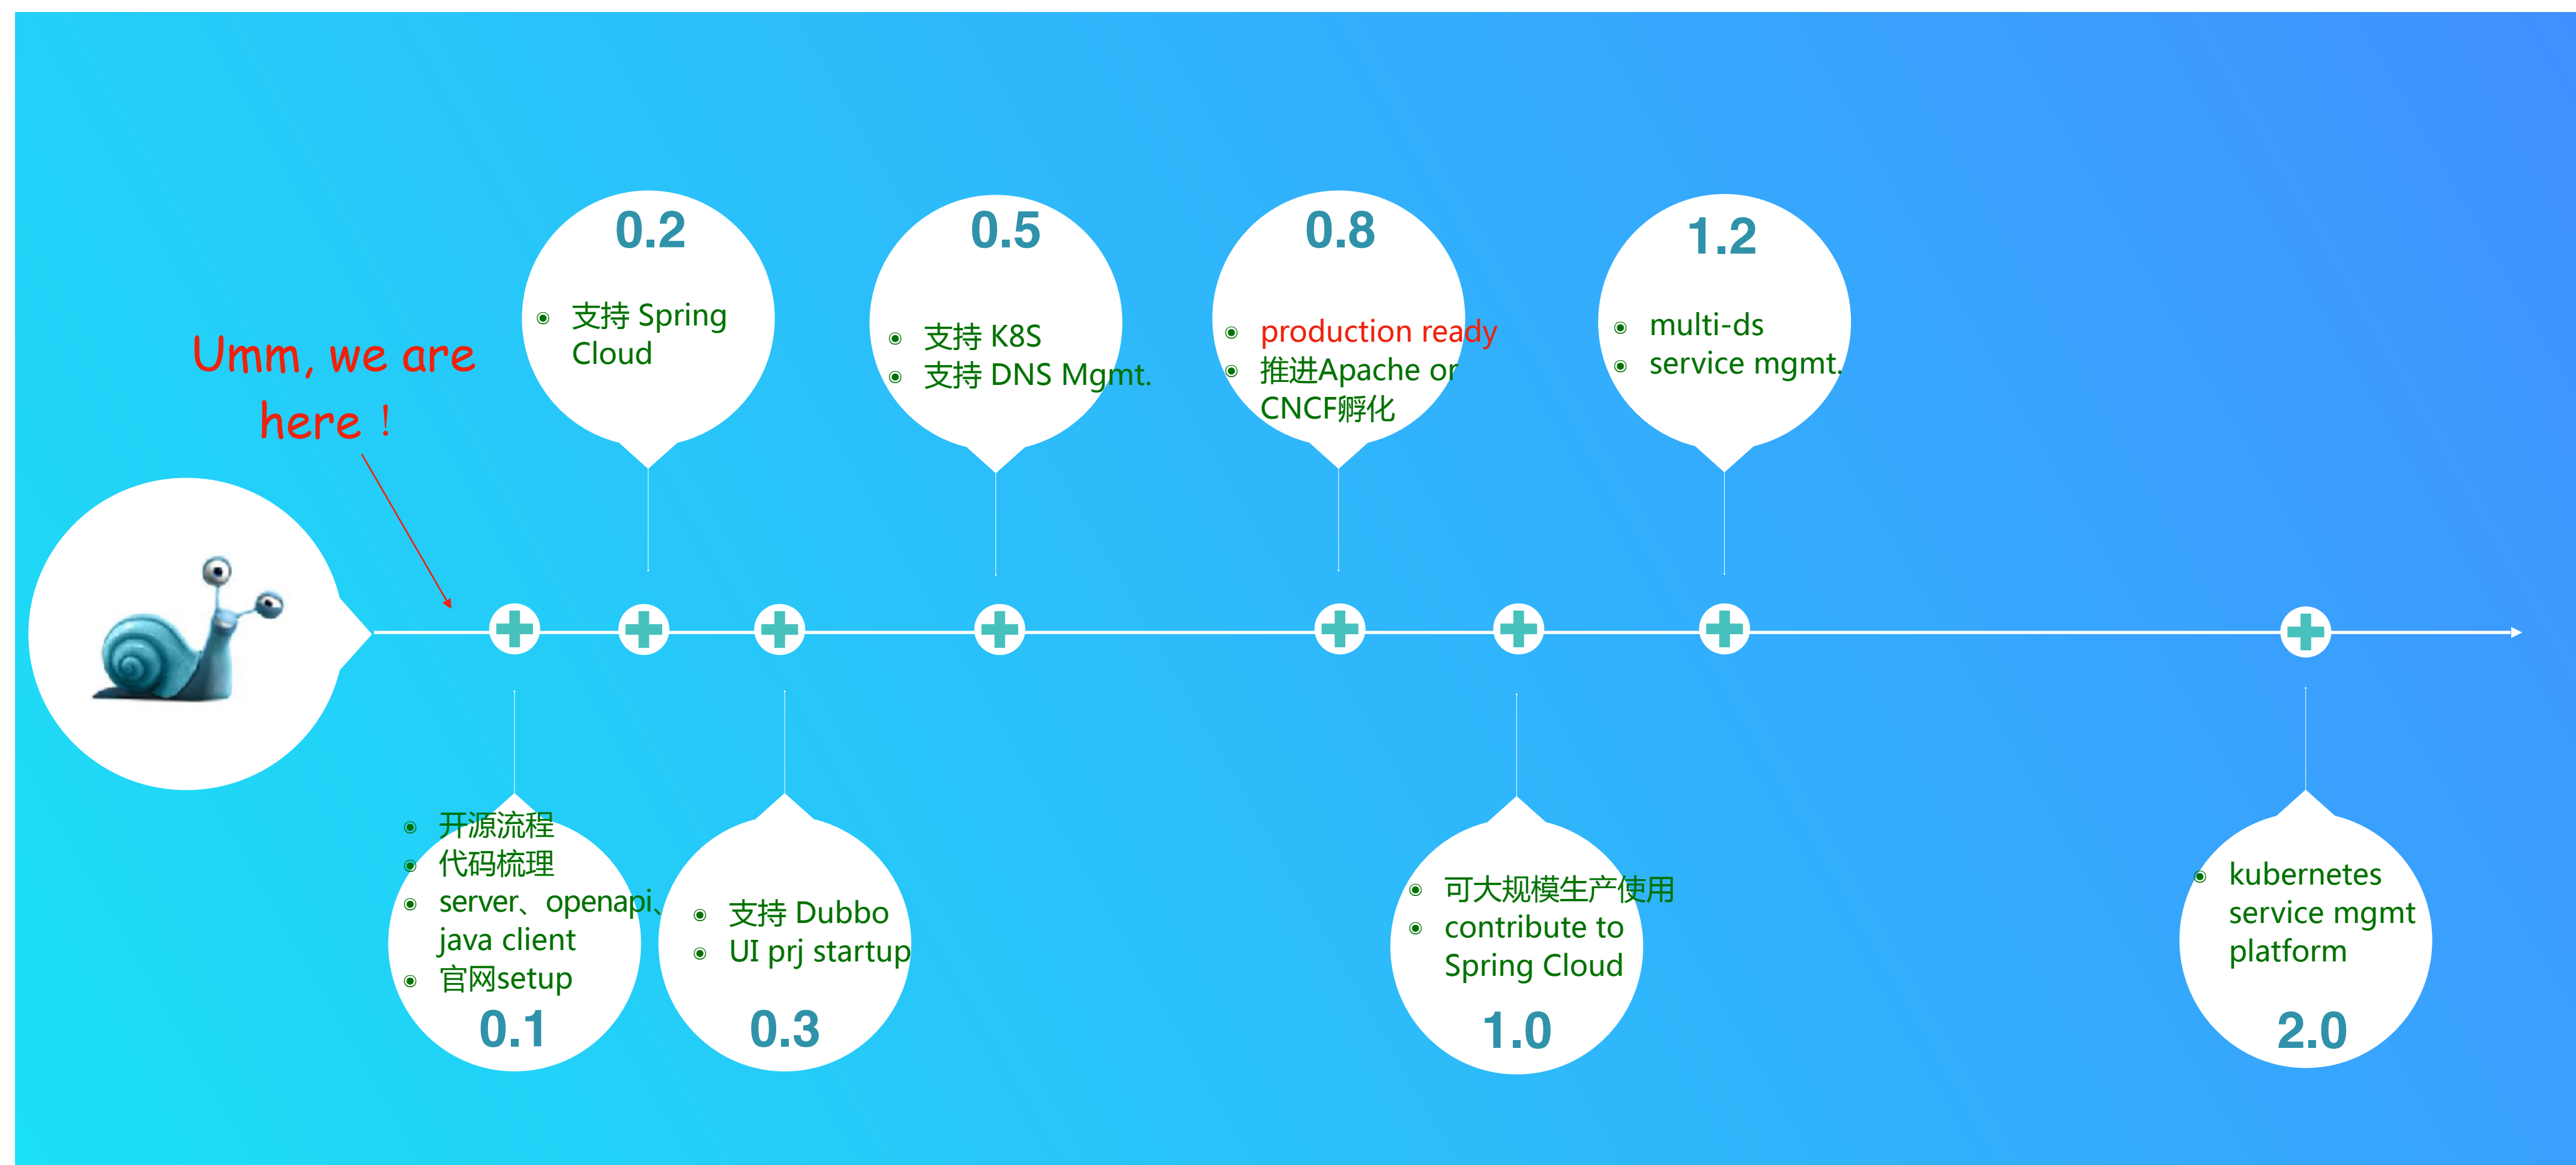 Umm, we are
here！
0.2
支持 Spring
Cloud
0.5
支持 K8S
支持 DNS Mgmt.
0.8
production ready
推进Apache or
CNCF孵化
1.2
multi-ds
service mgmt.
开源流程
代码梳理
server、openapi、
java client
官网setup
0.1
支持 Dubbo
UI prj startup
0.3
可大规模生产使用
contribute to
Spring Cloud
1.0
kubernetes
service mgmt
platform
2.0